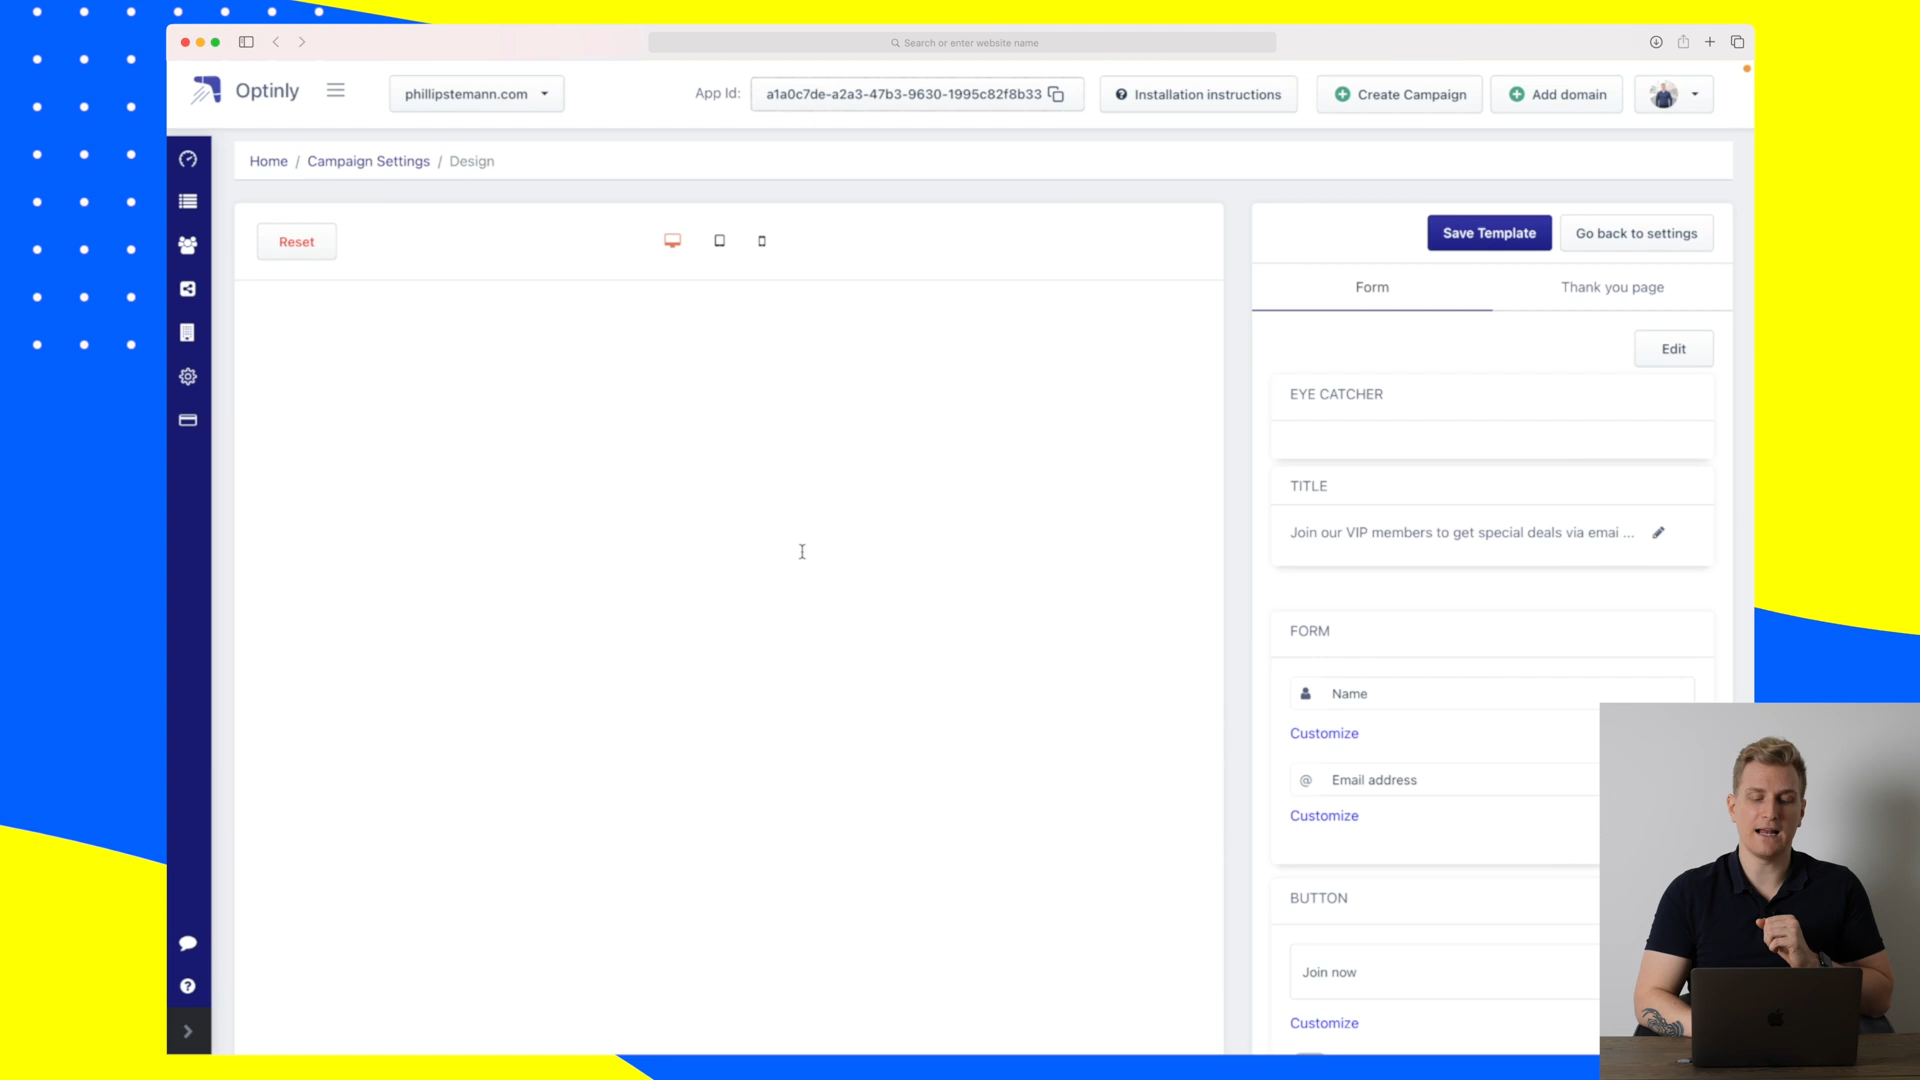 Search or enter website name
Optinly
phillipstemann.com
App Id:
a1a0c7de-a2a3-47b3-9630-1995c82f8b33
Installation instructions
Create Campaign
Add domain
Home / Campaign Settings / Design
Reset
Save Template
Go back to settings
Form
Thank you page
Edit
EYE CATCHER
TITLE
Join our VIP members to get special deals via emai ...
FORM
Name
Customize
@ Email address
Customize
BUTTON
Join now
Customize